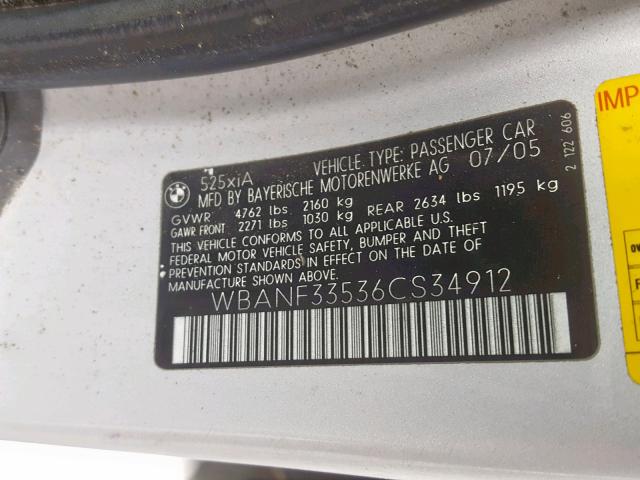 525xiA VEHICLE TYPE: PASSENGER CAR
MFD BY BAYERISCHE MOTORENWERKE AG 07/05
GVWR 4762 lbs 2160 kg
GAWR FRONT 2271 lbs 1030 kg REAR 2634 lbs 1195 kg
THIS VEHICLE CONFORMS TO ALL APPLICABLE
FEDERAL MOTOR VEHICLE SAFETY, BUMPER AND THEFT
PREVENTION STANDARDS IN EFFECT ON THE DATE OF
MANUFACTURE SHOWN ABOVE.
WBANF33536CS34912
2 122 606
IMP